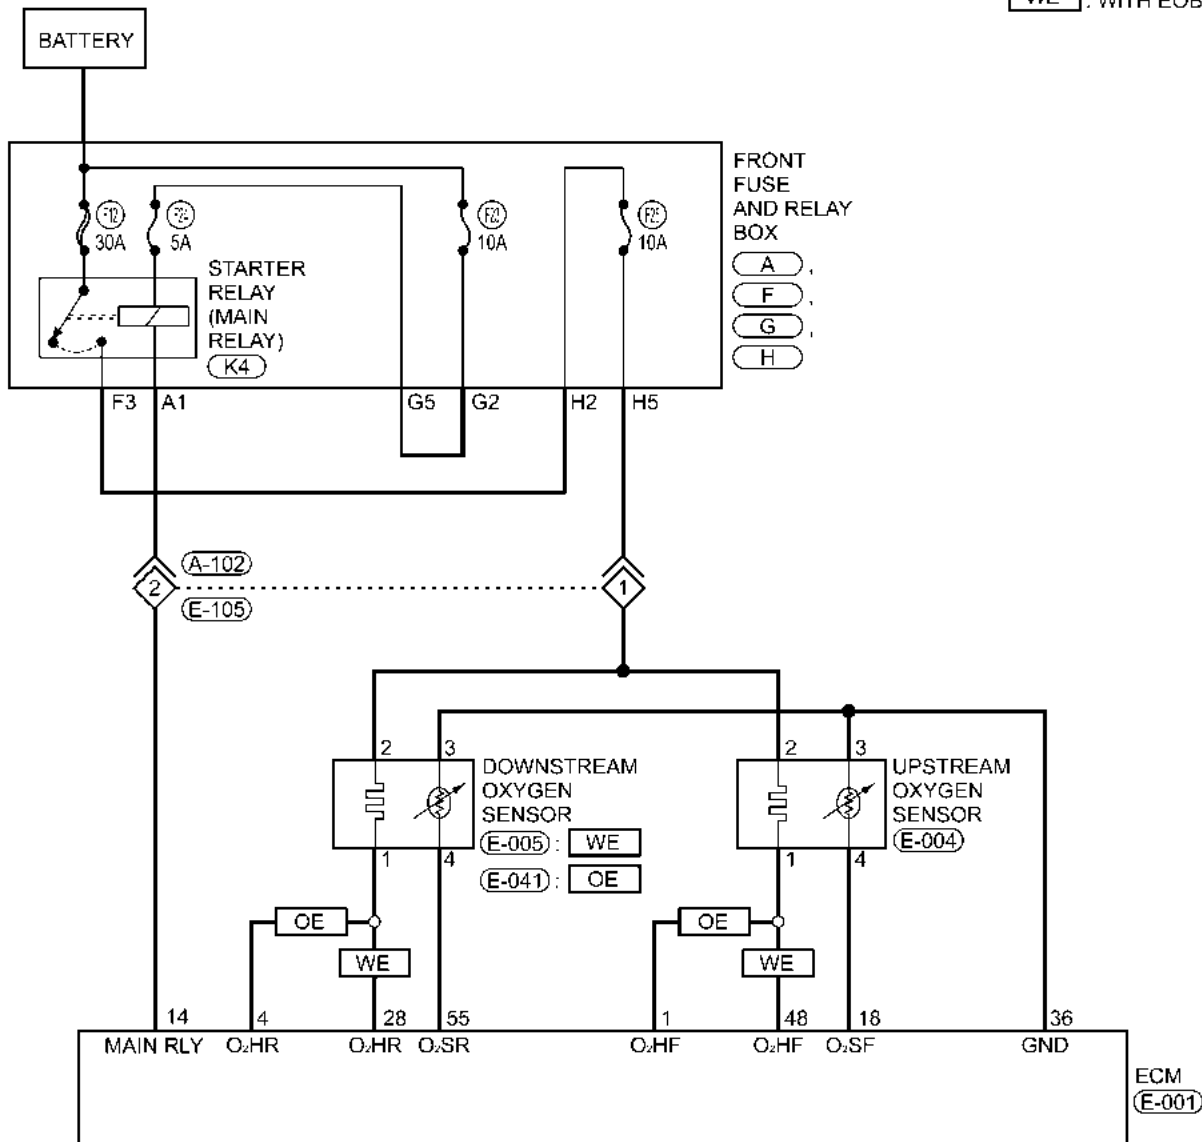 : WITH EOB
BATTERY
FRONT
FUSE
AND RELAY
BOX
A ,
F ,
G ,
H
F12
30A
F24
5A
10A
F25
10A
STARTER
RELAY
(MAIN
RELAY)
K4
F3 A1 G5 G2 H2 H5
A-102
2
1
E-105
2 3
DOWNSTREAM
OXYGEN
SENSOR
E-005 : WE
E-041 : OE
1 4
2 3
UPSTREAM
OXYGEN
SENSOR
E-004
1 4
OE
WE
OE
WE
14 4 28 55 1 48 18 36
MAIN RLY O₂HR O₂HR O₂SR O₂HF O₂HF O₂SF GND
ECM
E-001